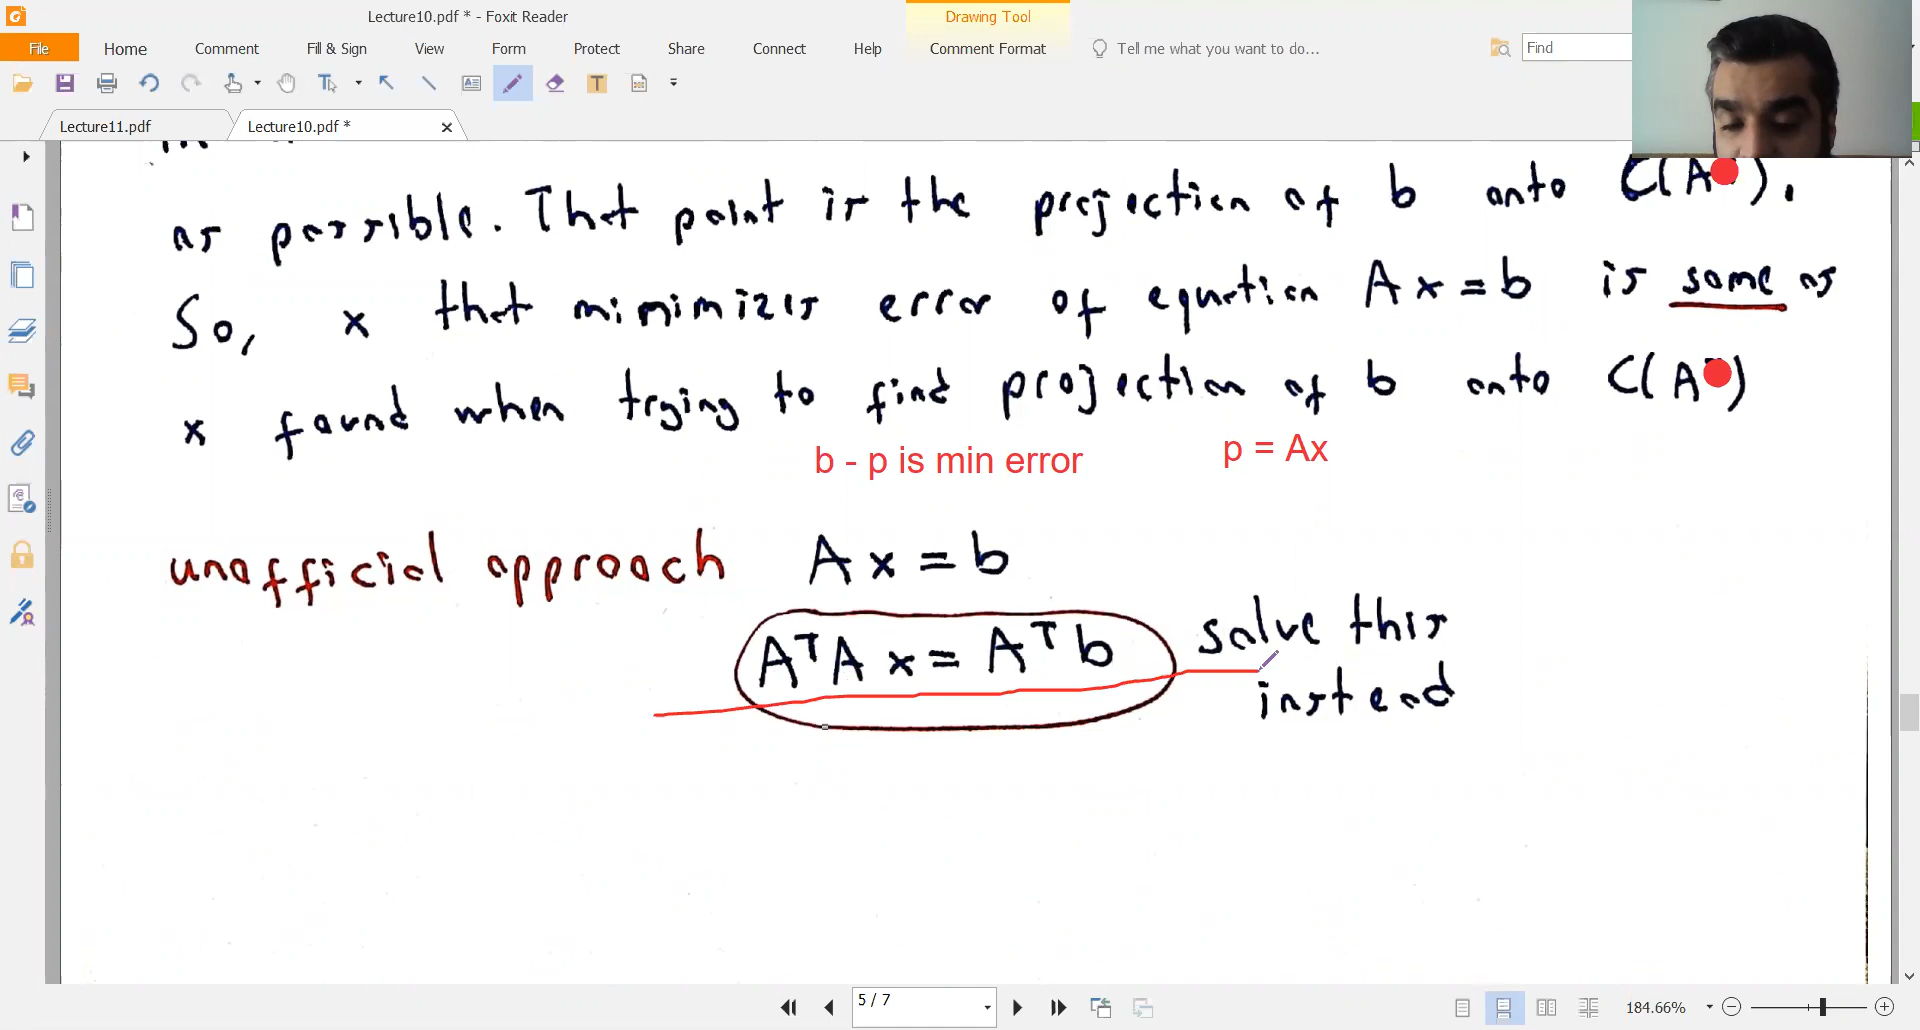 Lecture10.pdf * - Foxit Reader
Drawing Tool
File Home Comment Fill & Sign View Form Protect Share Connect Help Comment Format Tell me what you want to do... Find
Lecture11.pdf Lecture10.pdf *
as possible. That point is the projection of b onto C(A).
So, x that minimizes error of equation Ax = b is same as
x found when trying to find projection of b onto C(A)
b - p is min error p = Ax
unofficial approach Ax = b
AᵀA x = Aᵀb solve this
instead
5 / 7
184.66%